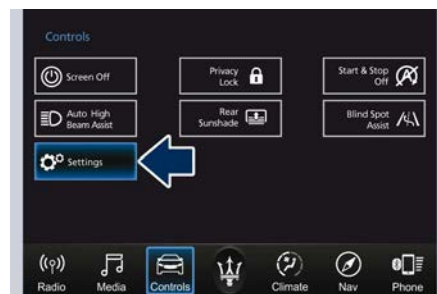 Controls
Screen Off
Privacy
Lock
Start & Stop
Off
Auto High
Beam Assist
Rear
Sunshade
Blind Spot
Assist
Settings
Radio Media Controls Climate Nav Phone